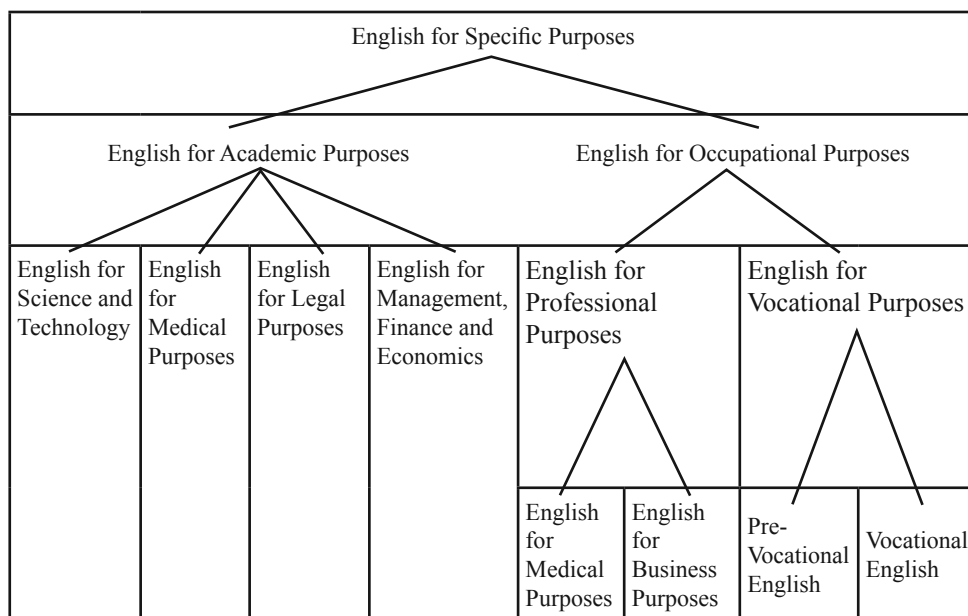 English for Specific Purposes
English for Academic Purposes
English for Occupational Purposes
English for
Science and
Technology
English
for
Medical
Purposes
English
for Legal
Purposes
English for
Management,
Finance and
Economics
English for
Professional
Purposes
English for
Vocational Purposes
English
for
Medical
Purposes
English
for
Business
Purposes
Pre-
Vocational
English
Vocational
English